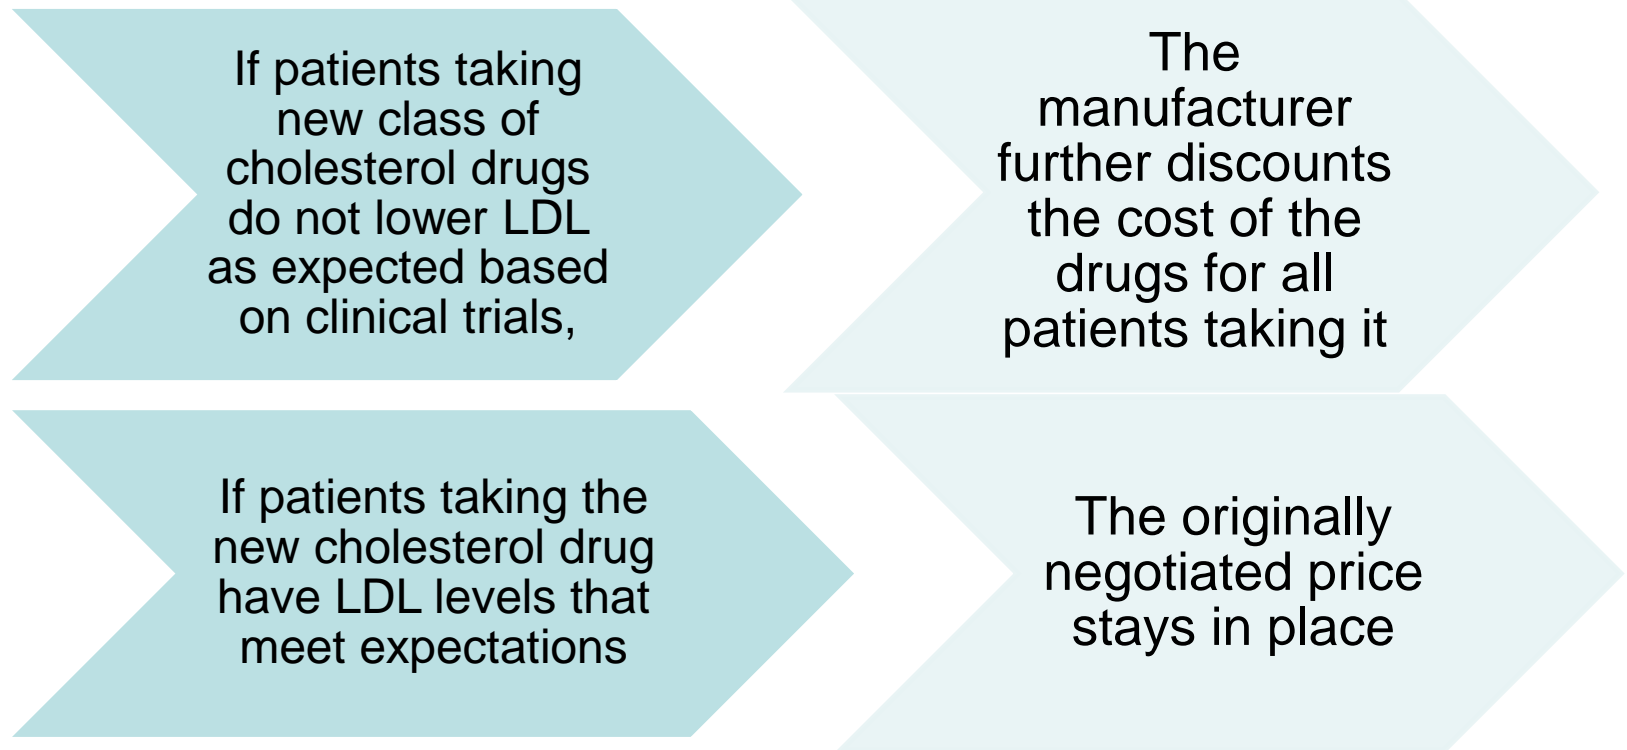 If patients taking
new class of
cholesterol drugs
do not lower LDL
as expected based
on clinical trials,
The
manufacturer
further discounts
the cost of the
drugs for all
patients taking it
If patients taking the
new cholesterol drug
have LDL levels that
meet expectations
The originally
negotiated price
stays in place